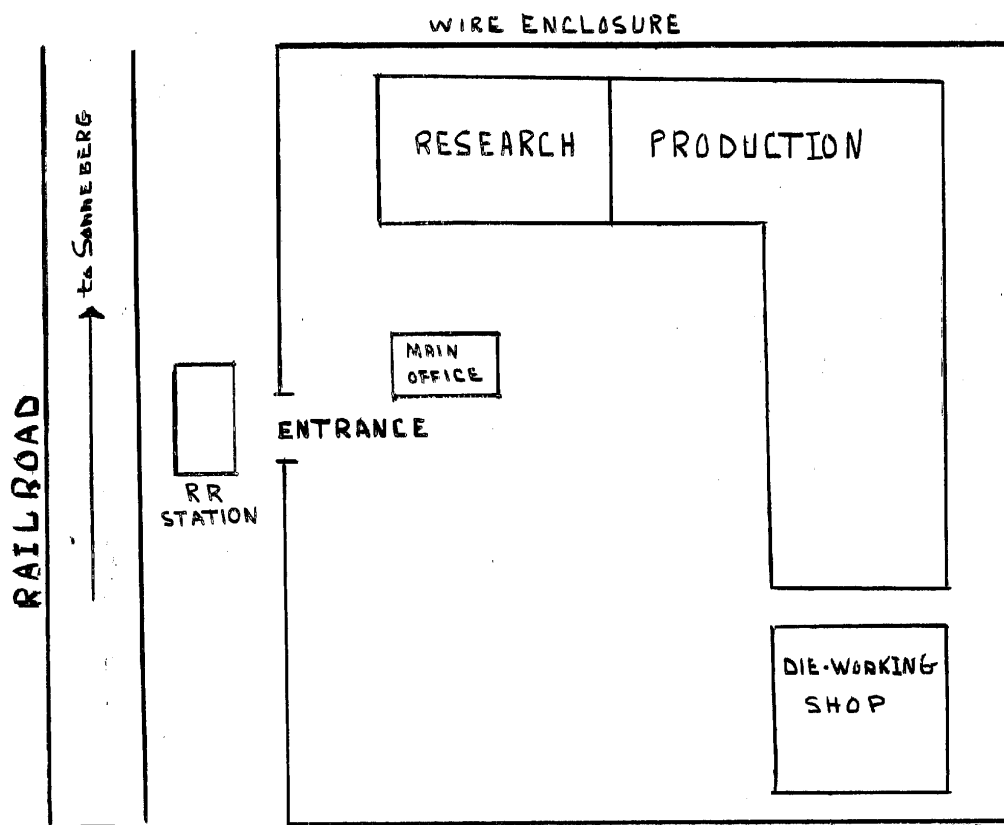 WIRE ENCLOSURE
RESEARCH
PRODUCTION
to Sonneberg
MAIN
OFFICE
ENTRANCE
RAILROAD
RR
STATION
DIE-WORKING
SHOP